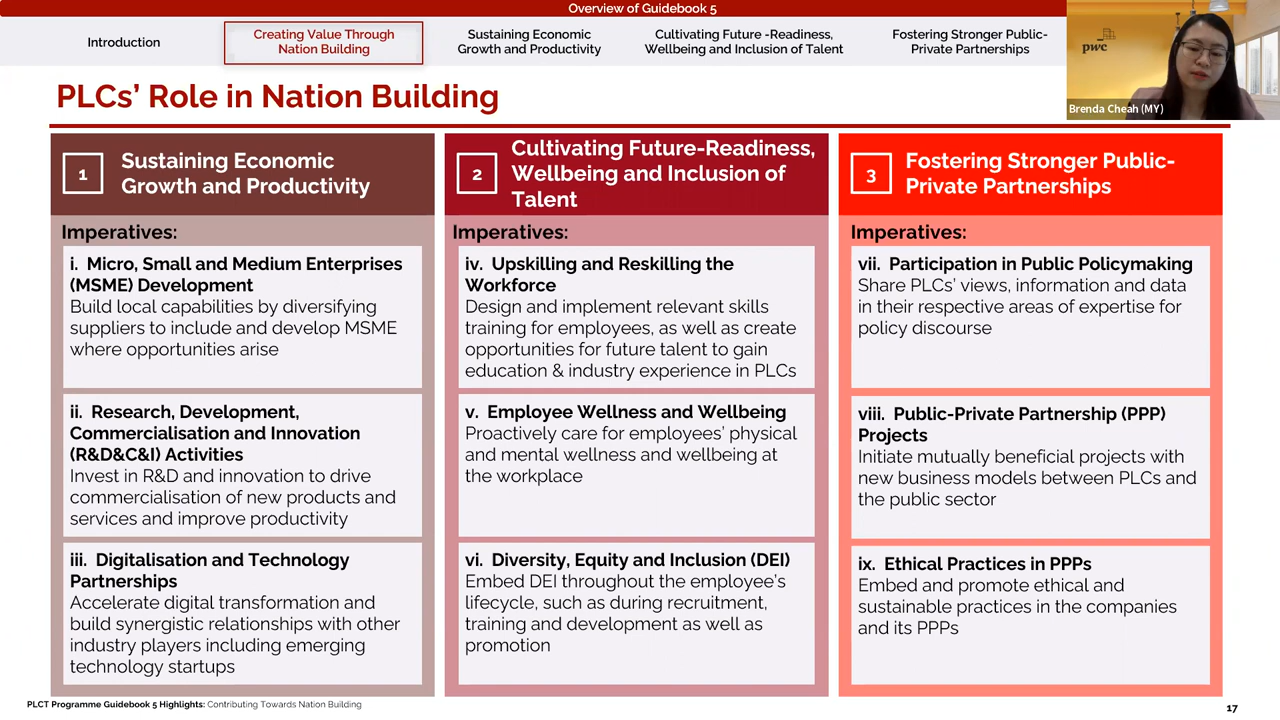 Overview of Guidebook 5
Introduction
Creating Value Through
Nation Building
Sustaining Economic
Growth and Productivity
Cultivating Future -Readiness,
Wellbeing and Inclusion of Talent
Fostering Stronger Public-
Private Partnerships
pwc
Brenda Cheah (MY)
PLCs' Role in Nation Building
1
Sustaining Economic
Growth and Productivity
Imperatives:
i. Micro, Small and Medium Enterprises
(MSME) Development
Build local capabilities by diversifying
suppliers to include and develop MSME
where opportunities arise
ii. Research, Development,
Commercialisation and Innovation
(R&D&C&I) Activities
Invest in R&D and innovation to drive
commercialisation of new products and
services and improve productivity
iii. Digitalisation and Technology
Partnerships
Accelerate digital transformation and
build synergistic relationships with other
industry players including emerging
technology startups
2
Cultivating Future-Readiness,
Wellbeing and Inclusion of
Talent
Imperatives:
iv. Upskilling and Reskilling the
Workforce
Design and implement relevant skills
training for employees, as well as create
opportunities for future talent to gain
education & industry experience in PLCs
v. Employee Wellness and Wellbeing
Proactively care for employees' physical
and mental wellness and wellbeing at
the workplace
vi. Diversity, Equity and Inclusion (DEI)
Embed DEI throughout the employee's
lifecycle, such as during recruitment,
training and development as well as
promotion
3
Fostering Stronger Public-
Private Partnerships
Imperatives:
vii. Participation in Public Policymaking
Share PLCs' views, information and data
in their respective areas of expertise for
policy discourse
viii. Public-Private Partnership (PPP)
Projects
Initiate mutually beneficial projects with
new business models between PLCs and
the public sector
ix. Ethical Practices in PPPs
Embed and promote ethical and
sustainable practices in the companies
and its PPPs
PLCT Programme Guidebook 5 Highlights: Contributing Towards Nation Building
17